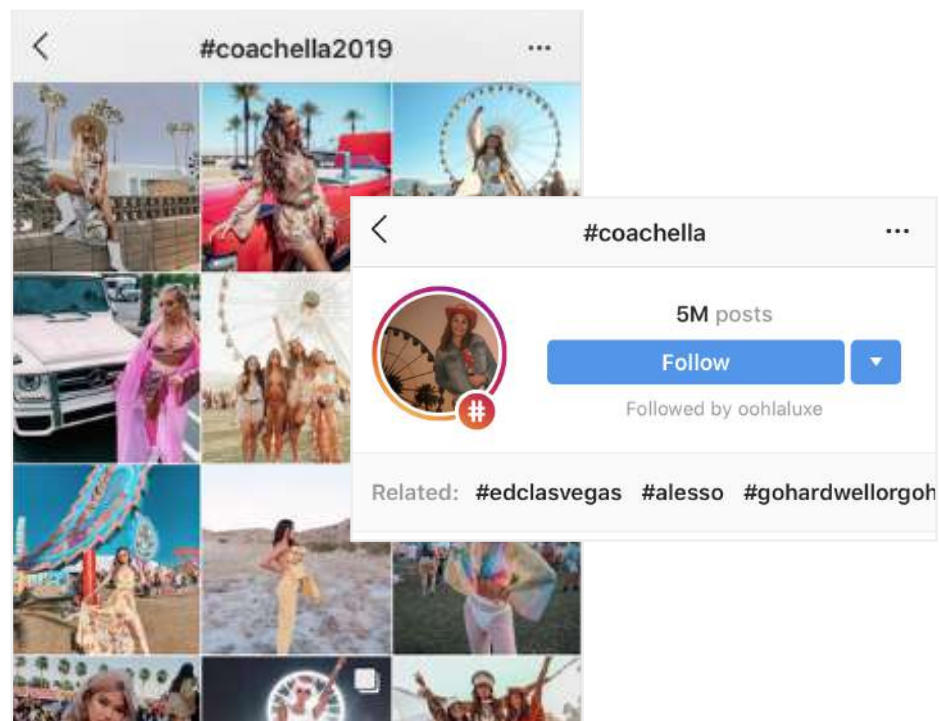 #coachella2019
#coachella
5M posts
Follow
#
Followed by oohlaluxe
Related: #edclasvegas #alesso #gohardwellorgoh